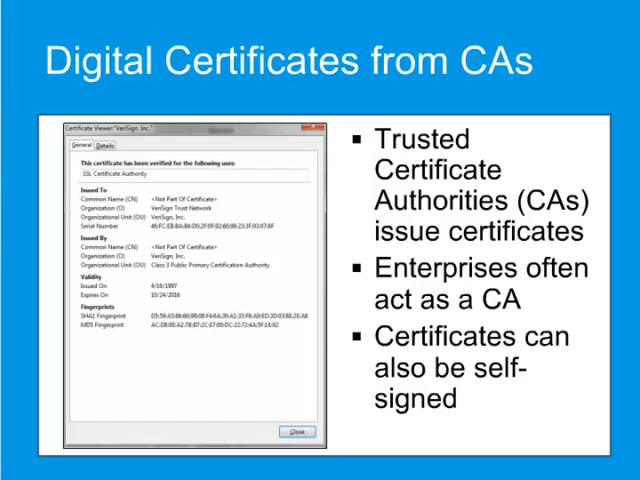 Digital Certificates from CAs
Certificate Viewer:"VeriSign, Inc."
General Details
This certificate has been verified for the following uses:
SSL Certificate Authority
Issued To
Common Name (CN) <Not Part Of Certificate>
Organization (O) VeriSign Trust Network
Organizational Unit (OU) VeriSign, Inc.
Serial Number
Issued By
Common Name (CN) <Not Part Of Certificate>
Organization (O) VeriSign, Inc.
Organizational Unit (OU) Class 3 Public Primary Certification Authority
Validity
Issued On 4/16/1997
Expires On 10/24/2016
Fingerprints
SHA1 Fingerprint
MD5 Fingerprint
Close
▪ Trusted
Certificate
Authorities (CAs)
issue certificates
▪ Enterprises often
act as a CA
▪ Certificates can
also be self-
signed